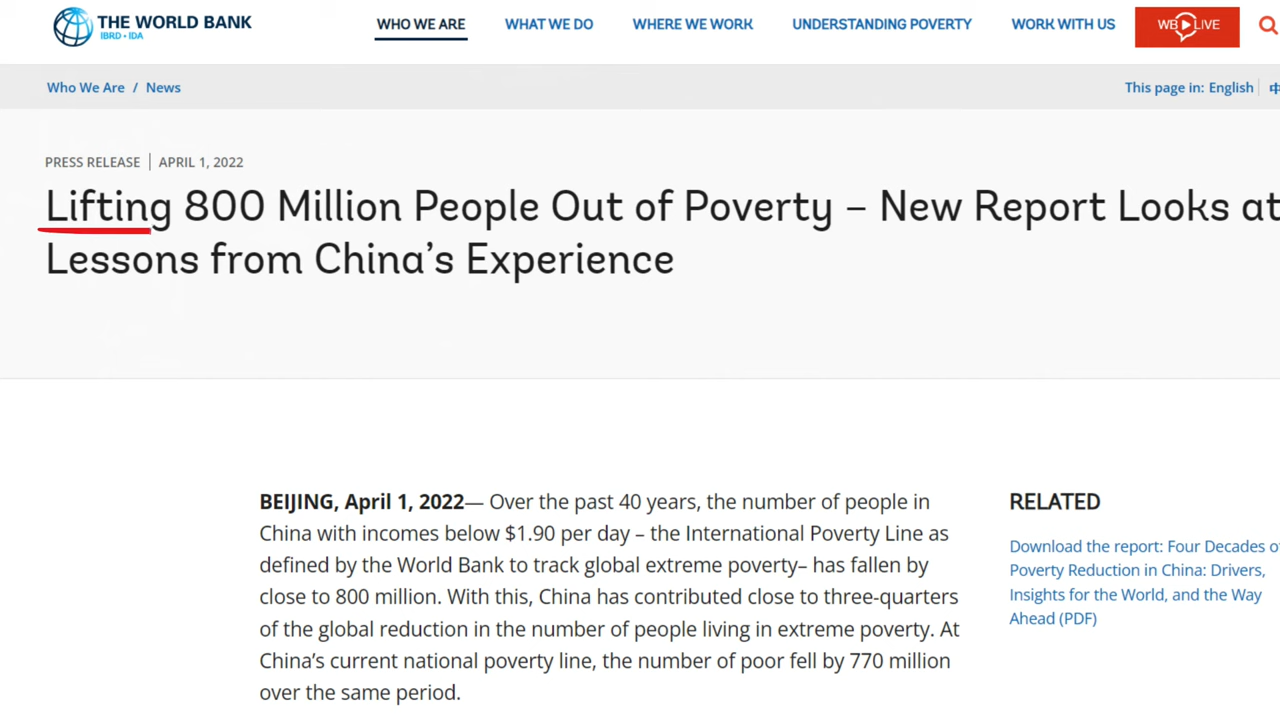 THE WORLD BANK
IBRD • IDA
WHO WE ARE WHAT WE DO WHERE WE WORK UNDERSTANDING POVERTY WORK WITH US WB LIVE
Who We Are / News
This page in: English 中
PRESS RELEASE | APRIL 1, 2022
Lifting 800 Million People Out of Poverty – New Report Looks at
Lessons from China’s Experience
BEIJING, April 1, 2022— Over the past 40 years, the number of people in
China with incomes below $1.90 per day – the International Poverty Line as
defined by the World Bank to track global extreme poverty– has fallen by
close to 800 million. With this, China has contributed close to three-quarters
of the global reduction in the number of people living in extreme poverty. At
China’s current national poverty line, the number of poor fell by 770 million
over the same period.
RELATED
Download the report: Four Decades of
Poverty Reduction in China: Drivers,
Insights for the World, and the Way
Ahead (PDF)